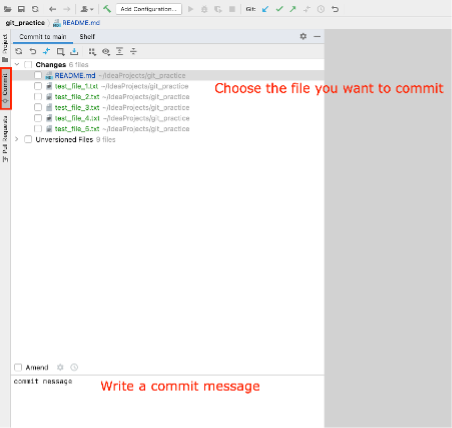 Add Configuration...
Git:
git_practice
README.md
Project
Commit
Pull Requests
Commit to main
Shelf
Changes 6 files
README.md ~/IdeaProjects/git_practice
test_file_1.txt ~/IdeaProjects/git_practice
test_file_2.txt ~/IdeaProjects/git_practice
test_file_3.txt ~/IdeaProjects/git_practice
test_file_4.txt ~/IdeaProjects/git_practice
test_file_5.txt ~/IdeaProjects/git_practice
Unversioned Files 9 files
Choose the file you want to commit
Amend
commit message
Write a commit message